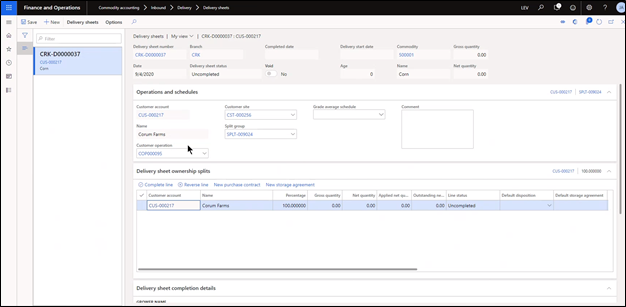 Finance and Operations
Commodity accounting > Inbound > Delivery > Delivery sheets
LEV
Save
New
Delivery sheets
Options
Filter
CRK-D0000037
CUS-000217
Corn
Delivery sheets | My view | CRK-D0000037 : CUS-000217
Delivery sheet number
Branch
Completed date
Delivery start date
Commodity
Gross quantity
CRK-D0000037
CRK
500001
0.00
Date
Delivery sheet status
Void
Age
Name
Net quantity
9/4/2020
Uncompleted
No
0
Corn
0.00
Operations and schedules
CUS-000217 | SPLT-009024
Customer account
Customer site
Grade average schedule
Comment
CUS-000217
CST-000256
Name
Split group
Corum Farms
SPLT-009024
Customer operation
COP000095
Delivery sheet ownership splits
CUS-000217 | 100.000000
Complete line
Reverse line
New purchase contract
New storage agreement
Customer account
Name
Percentage
Gross quantity
Net quantity
Applied net qu...
Outstanding ne...
Line status
Default disposition
Default storage agreement
CUS-000217
Corum Farms
100.000000
0.00
0.00
0.00
0.00
Uncompleted
Delivery sheet completion details
GROWER NAME